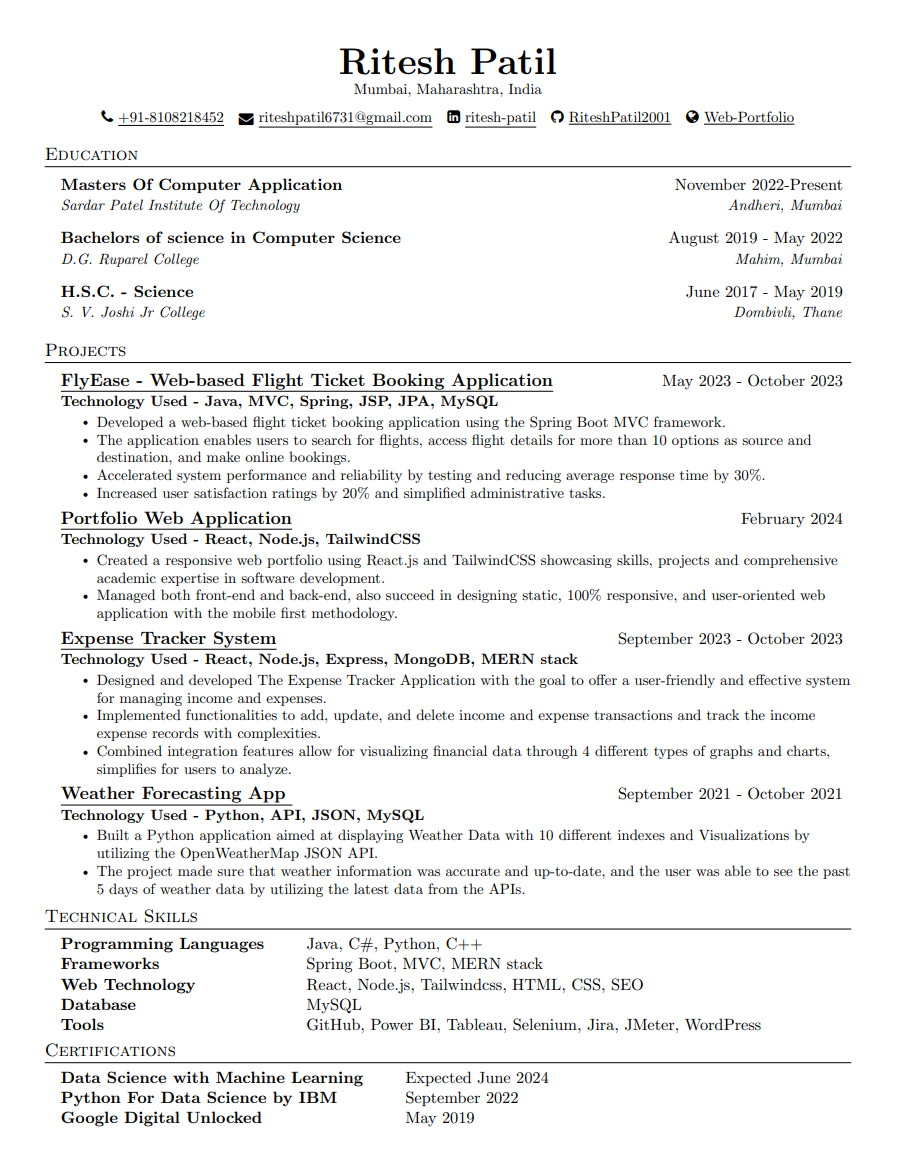 Ritesh Patil
Mumbai, Maharashtra, India
+91-8108218452 riteshpatil6731@gmail.com ritesh-patil RiteshPatil2001 Web-Portfolio
Education
Masters Of Computer Application November 2022-Present
Sardar Patel Institute Of Technology Andheri, Mumbai
Bachelors of science in Computer Science August 2019 - May 2022
D.G. Ruparel College Mahim, Mumbai
H.S.C. - Science June 2017 - May 2019
S. V. Joshi Jr College Dombivli, Thane
Projects
FlyEase - Web-based Flight Ticket Booking Application May 2023 - October 2023
Technology Used - Java, MVC, Spring, JSP, JPA, MySQL
• Developed a web-based flight ticket booking application using the Spring Boot MVC framework.
• The application enables users to search for flights, access flight details for more than 10 options as source and
destination, and make online bookings.
• Accelerated system performance and reliability by testing and reducing average response time by 30%.
• Increased user satisfaction ratings by 20% and simplified administrative tasks.
Portfolio Web Application February 2024
Technology Used - React, Node.js, TailwindCSS
• Created a responsive web portfolio using React.js and TailwindCSS showcasing skills, projects and comprehensive
academic expertise in software development.
• Managed both front-end and back-end, also succeed in designing static, 100% responsive, and user-oriented web
application with the mobile first methodology.
Expense Tracker System September 2023 - October 2023
Technology Used - React, Node.js, Express, MongoDB, MERN stack
• Designed and developed The Expense Tracker Application with the goal to offer a user-friendly and effective system
for managing income and expenses.
• Implemented functionalities to add, update, and delete income and expense transactions and track the income
expense records with complexities.
• Combined integration features allow for visualizing financial data through 4 different types of graphs and charts,
simplifies for users to analyze.
Weather Forecasting App September 2021 - October 2021
Technology Used - Python, API, JSON, MySQL
• Built a Python application aimed at displaying Weather Data with 10 different indexes and Visualizations by
utilizing the OpenWeatherMap JSON API.
• The project made sure that weather information was accurate and up-to-date, and the user was able to see the past
5 days of weather data by utilizing the latest data from the APIs.
Technical Skills
Programming Languages Java, C#, Python, C++
Frameworks Spring Boot, MVC, MERN stack
Web Technology React, Node.js, Tailwindcss, HTML, CSS, SEO
Database MySQL
Tools GitHub, Power BI, Tableau, Selenium, Jira, JMeter, WordPress
Certifications
Data Science with Machine Learning Expected June 2024
Python For Data Science by IBM September 2022
Google Digital Unlocked May 2019